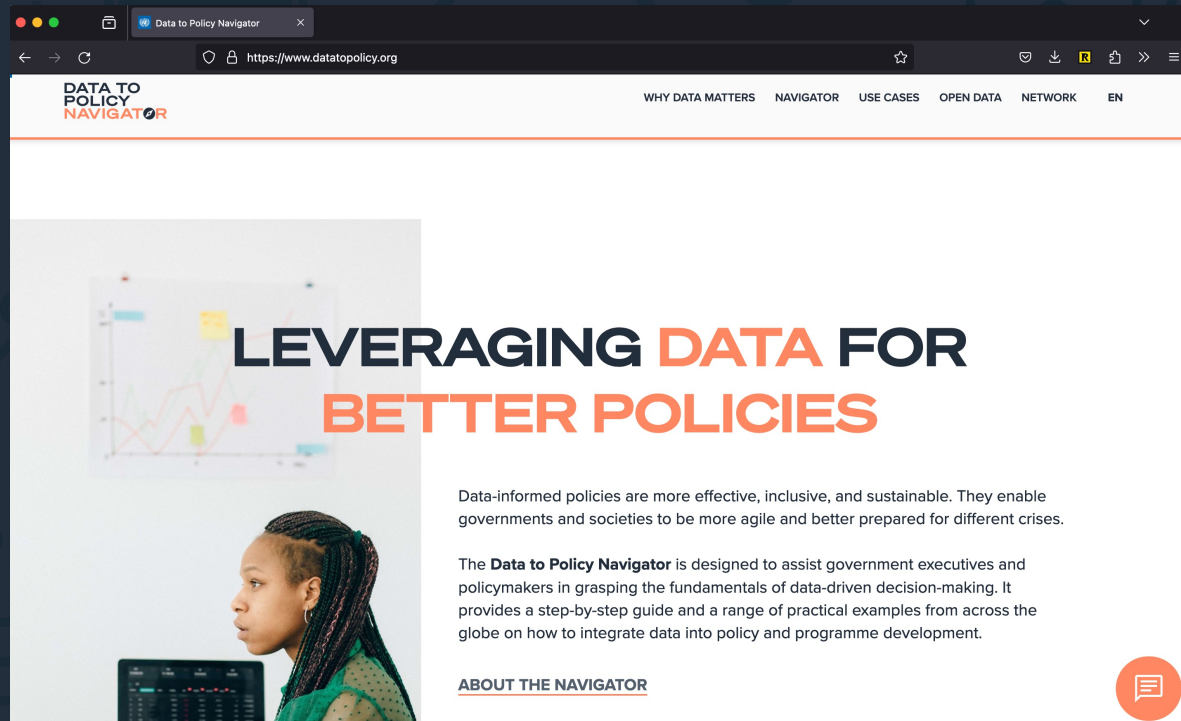 Data to Policy Navigator
https://www.datatopolicy.org
DATA TO
POLICY
NAVIGATOR
WHY DATA MATTERS NAVIGATOR USE CASES OPEN DATA NETWORK EN
LEVERAGING DATA FOR
BETTER POLICIES
Data-informed policies are more effective, inclusive, and sustainable. They enable
governments and societies to be more agile and better prepared for different crises.
The Data to Policy Navigator is designed to assist government executives and
policymakers in grasping the fundamentals of data-driven decision-making. It
provides a step-by-step guide and a range of practical examples from across the
globe on how to integrate data into policy and programme development.
ABOUT THE NAVIGATOR